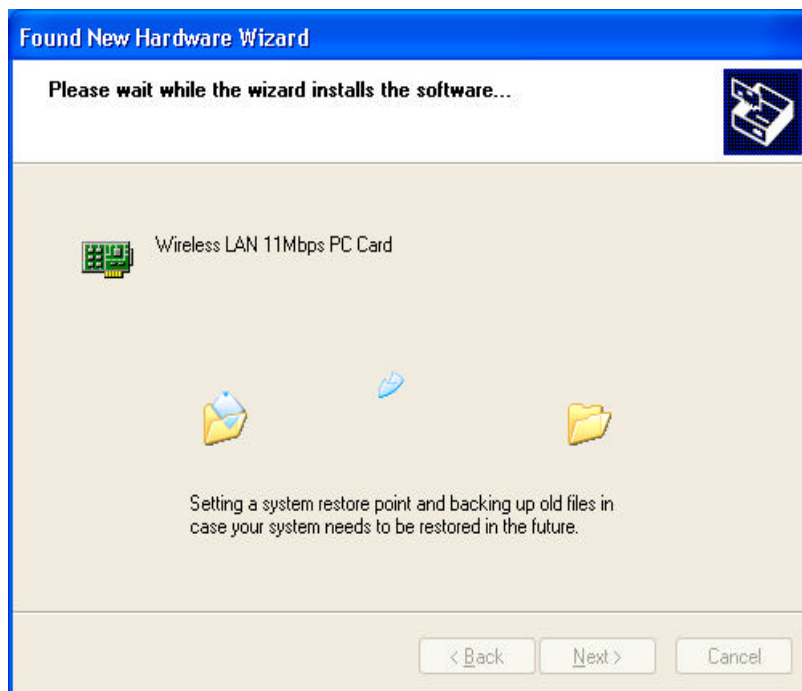 Found New Hardware Wizard
Please wait while the wizard installs the software...
Wireless LAN 11Mbps PC Card
Setting a system restore point and backing up old files in
case your system needs to be restored in the future.
< Back
Next >
Cancel